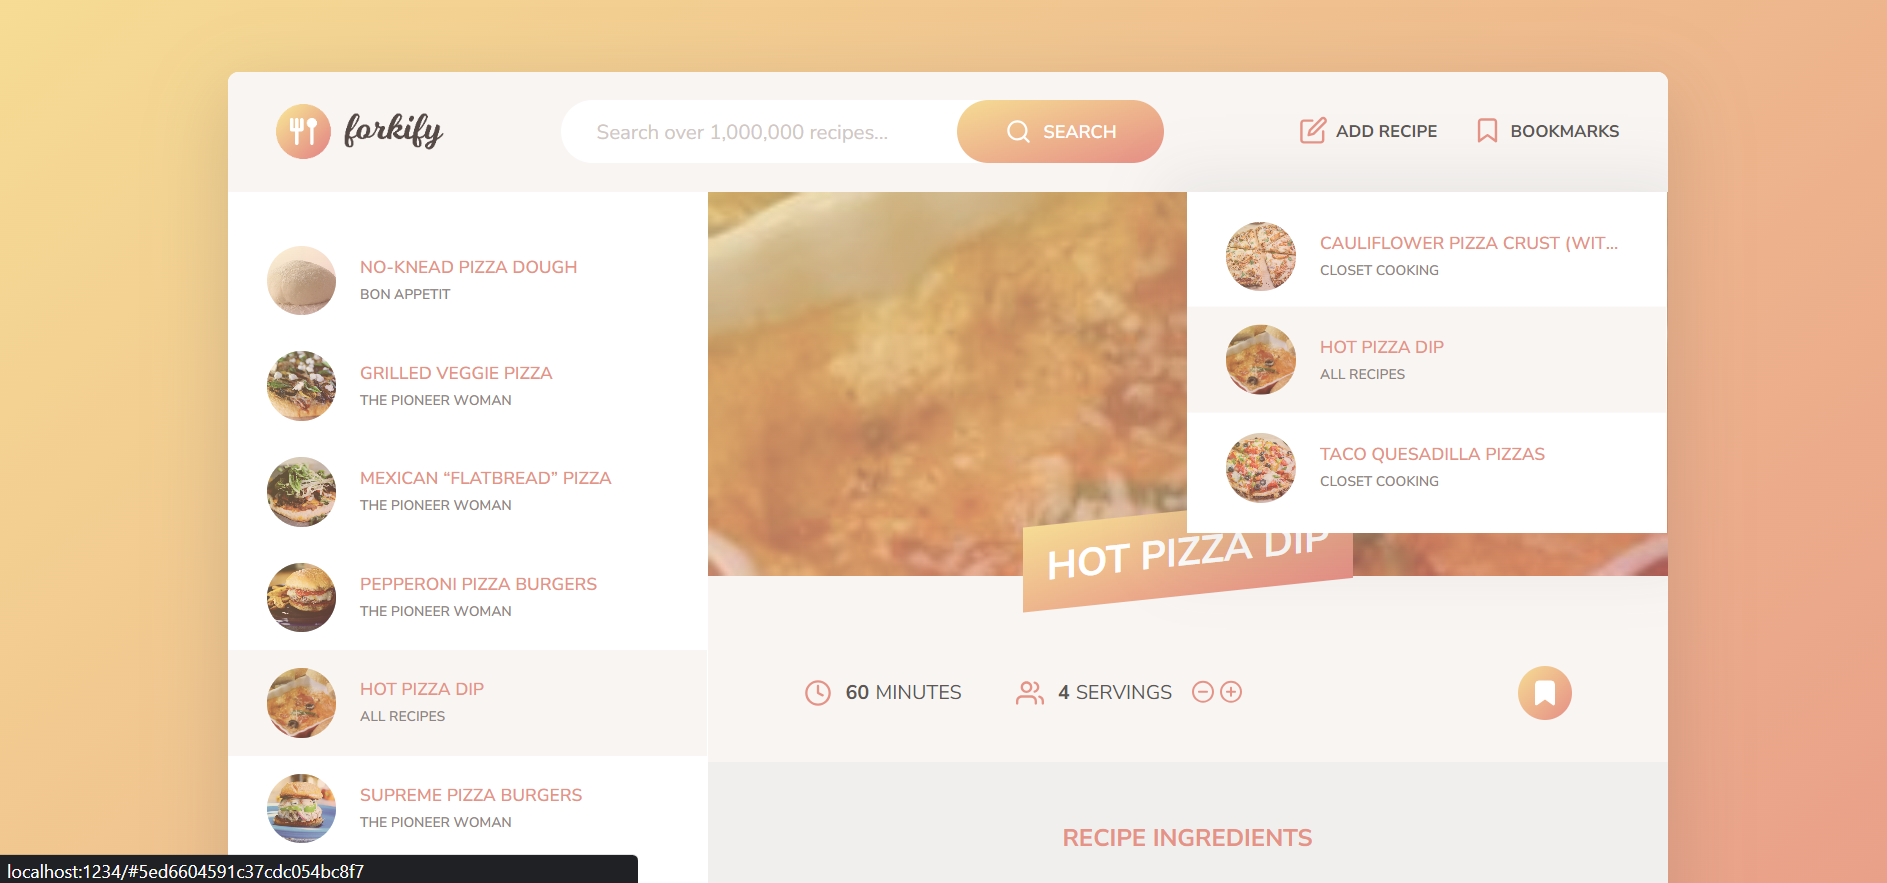 forkify
Search over 1,000,000 recipes...
SEARCH
ADD RECIPE
BOOKMARKS
NO-KNEAD PIZZA DOUGH
BON APPETIT
GRILLED VEGGIE PIZZA
THE PIONEER WOMAN
MEXICAN “FLATBREAD” PIZZA
THE PIONEER WOMAN
PEPPERONI PIZZA BURGERS
THE PIONEER WOMAN
HOT PIZZA DIP
ALL RECIPES
SUPREME PIZZA BURGERS
THE PIONEER WOMAN
CAULIFLOWER PIZZA CRUST (WIT...
CLOSET COOKING
HOT PIZZA DIP
ALL RECIPES
TACO QUESADILLA PIZZAS
CLOSET COOKING
HOT PIZZA DIP
60 MINUTES
4 SERVINGS
RECIPE INGREDIENTS
localhost:1234/#5ed6604591c37cdc054bc8f7